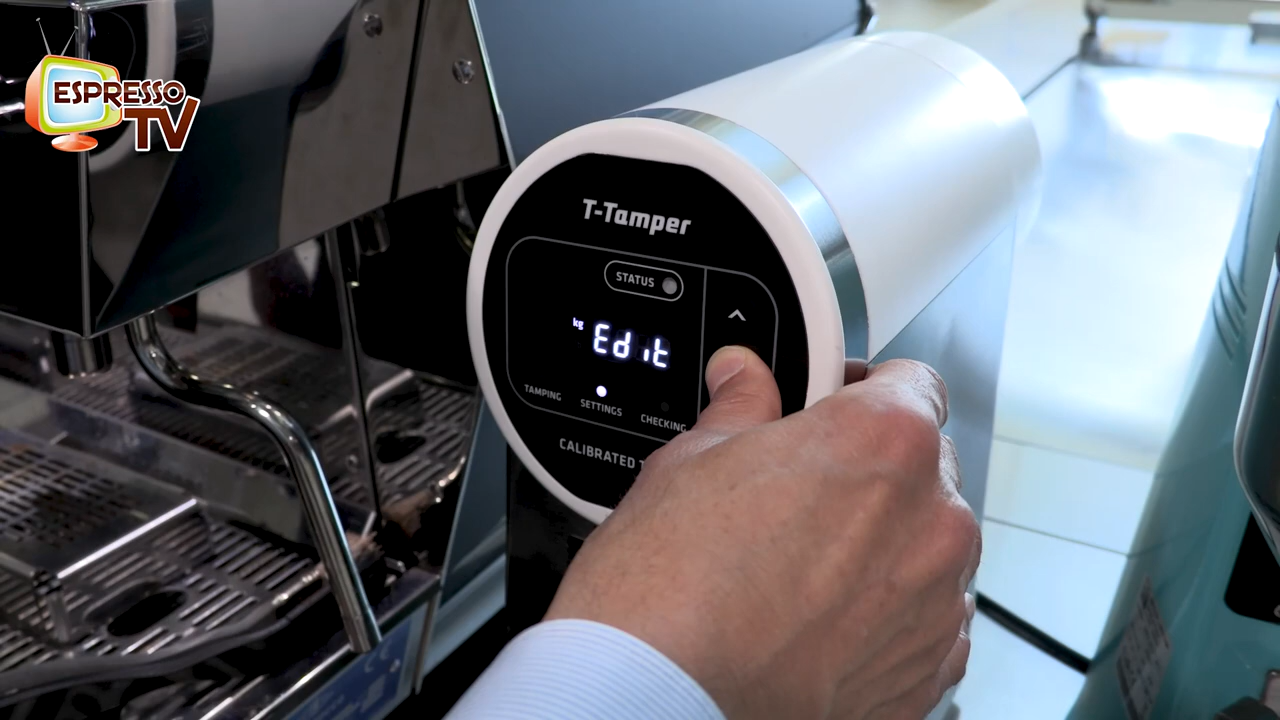 ESPRESSO
TV
T-Tamper
STATUS
kg
Edit
TAMPING
SETTINGS
CHECKING
CALIBRATED